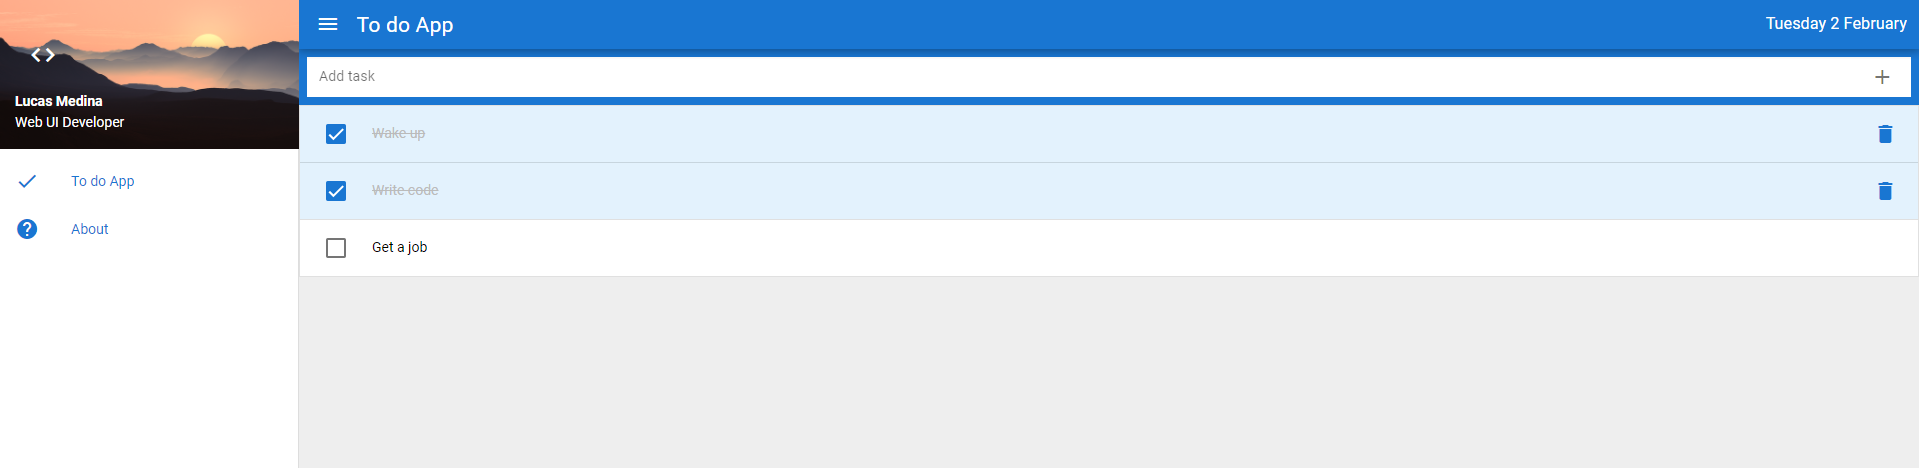 Lucas Medina
Web UI Developer
To do App
About
To do App
Tuesday 2 February
Add task
Wake up
Write code
Get a job